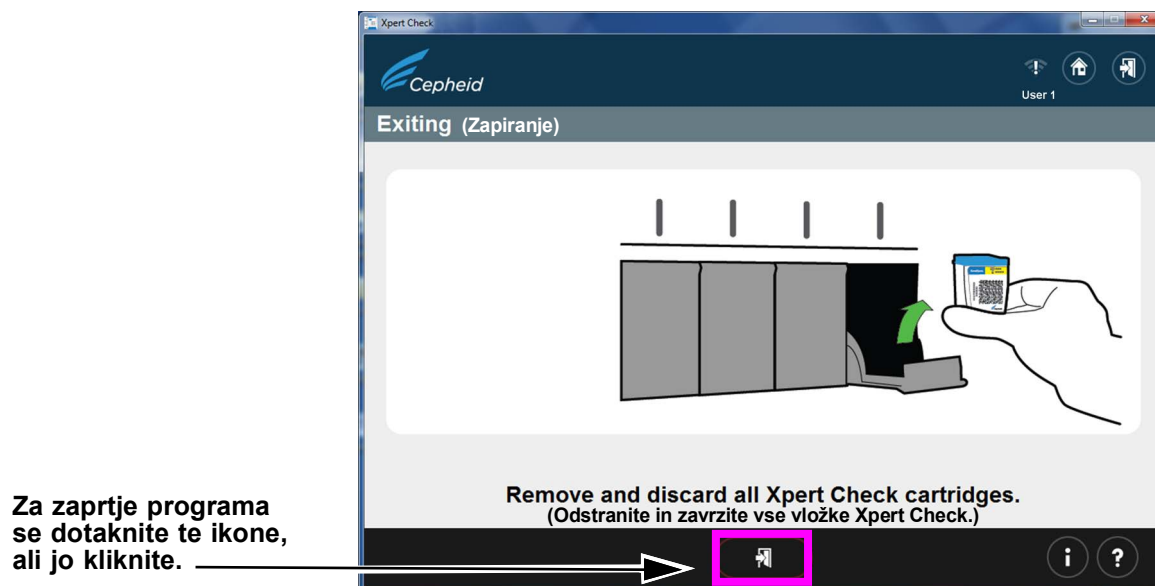 Xpert Check
Cepheid
User 1
Exiting (Zapiranje)
Remove and discard all Xpert Check cartridges.
(Odstranite in zavrzite vse vložke Xpert Check.)
Za zaprtje programa
se dotaknite te ikone,
ali jo kliknite.
i ?